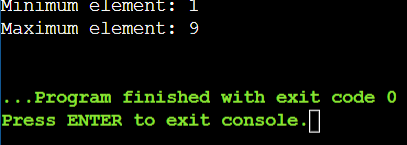 Minimum element: 1
Maximum element: 9
...Program finished with exit code 0
Press ENTER to exit console.